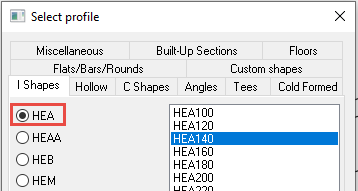 Select profile
Miscellaneous Built-Up Sections Floors
Flats/Bars/Rounds Custom shapes
I Shapes Hollow C Shapes Angles Tees Cold Formed
HEA
HEAA
HEB
HEM
HEA100
HEA120
HEA140
HEA160
HEA180
HEA200
HEA220